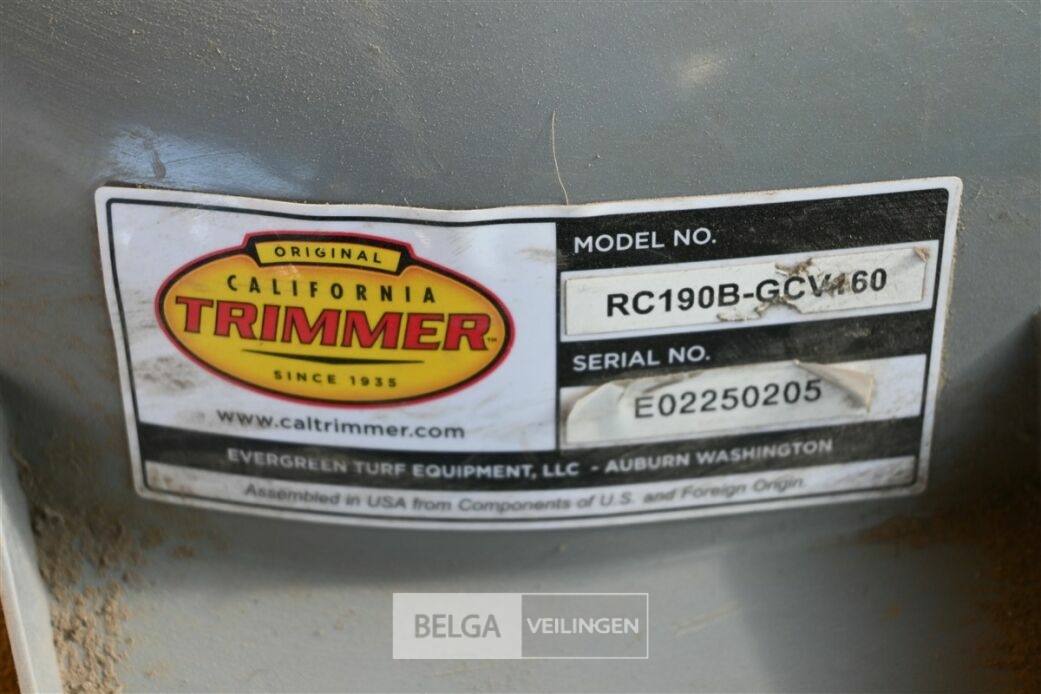 ORIGINAL
CALIFORNIA
TRIMMER™
SINCE 1935
www.caltrimmer.com
MODEL NO.
RC190B-GCV160
SERIAL NO.
E02250205
EVERGREEN TURF EQUIPMENT, LLC - AUBURN WASHINGTON
Assembled in USA from Components of U.S. and Foreign Origin.
BELGA VEILINGEN